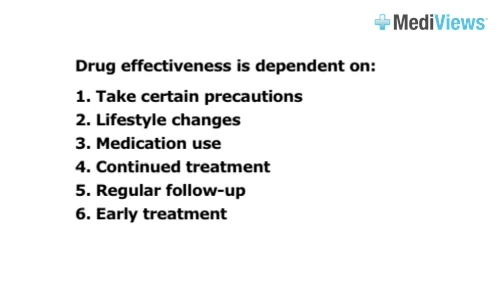 MediViews
Drug effectiveness is dependent on:
1. Take certain precautions
2. Lifestyle changes
3. Medication use
4. Continued treatment
5. Regular follow-up
6. Early treatment